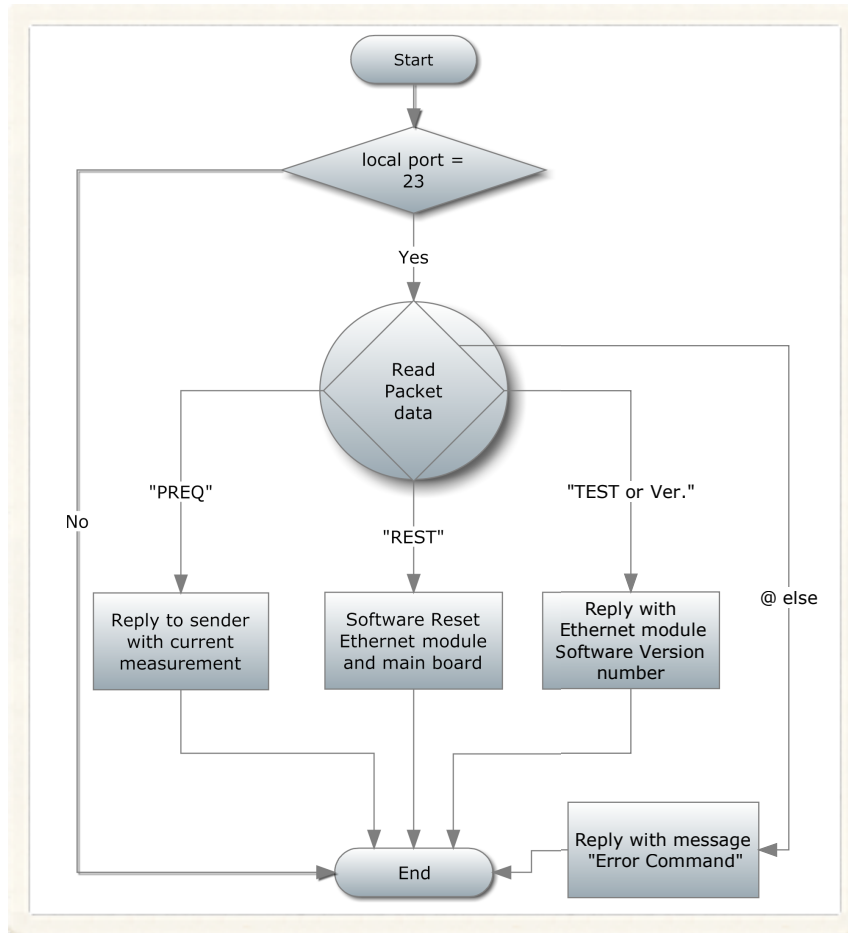 Start
local port =
23
Yes
Read
Packet
data
"PREQ"
"TEST or Ver."
No
"REST"
@ else
Reply to sender
with current
measurement
Software Reset
Ethernet module
and main board
Reply with
Ethernet module
Software Version
number
Reply with message
"Error Command"
End